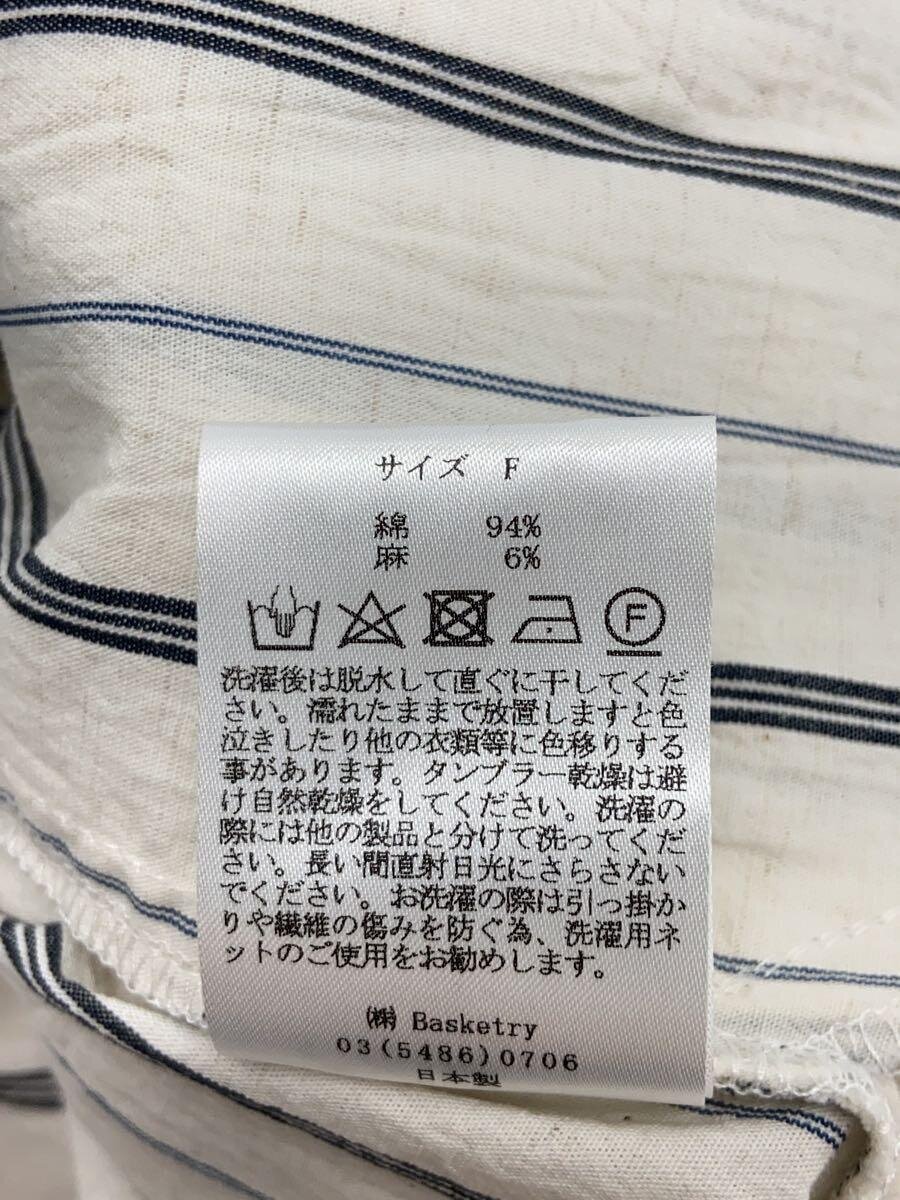 サイズ F
綿 94%
麻 6%
F
洗濯後は脱水して直ぐに干してくだ
さい。濡れたままで放置しますと色
泣きしたり他の衣類等に色移りする
事があります。タンブラー乾燥は避
け自然乾燥をしてください。洗濯の
際には他の製品と分けて洗ってくだ
さい。長い間直射日光にさらさない
でください。お洗濯の際は引っ掛か
りや繊維の傷みを防ぐ為、洗濯用ネ
ットのご使用をお勧めします。
㈱ Basketry
03(5486)0706
日本製